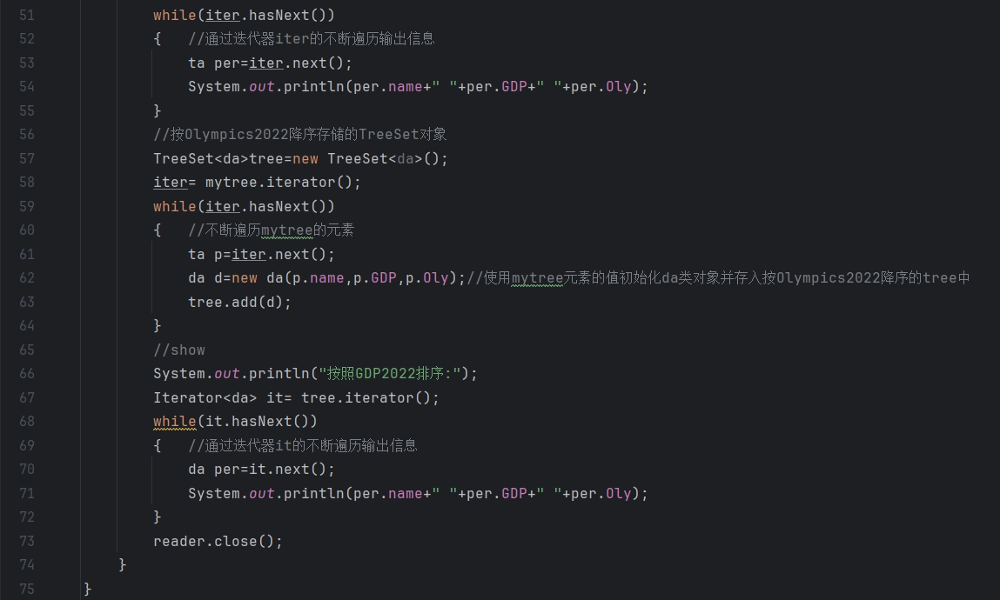 51 while(iter.hasNext())
52 { //通过迭代器iter的不断遍历输出信息
53 ta per=iter.next();
54 System.out.println(per.name+" "+per.GDP+" "+per.Oly);
55 }
56 //按Olympics2022降序存储的TreeSet对象
57 TreeSet<da>tree=new TreeSet<da>();
58 iter= mytree.iterator();
59 while(iter.hasNext())
60 { //不断遍历mytree的元素
61 ta p=iter.next();
62 da d=new da(p.name,p.GDP,p.Oly);//使用mytree元素的值初始化da类对象并存入按Olympics2022降序的tree中
63 tree.add(d);
64 }
65 //show
66 System.out.println("按照GDP2022排序:");
67 Iterator<da> it= tree.iterator();
68 while(it.hasNext())
69 { //通过迭代器it的不断遍历输出信息
70 da per=it.next();
71 System.out.println(per.name+" "+per.GDP+" "+per.Oly);
72 }
73 reader.close();
74 }
75 }